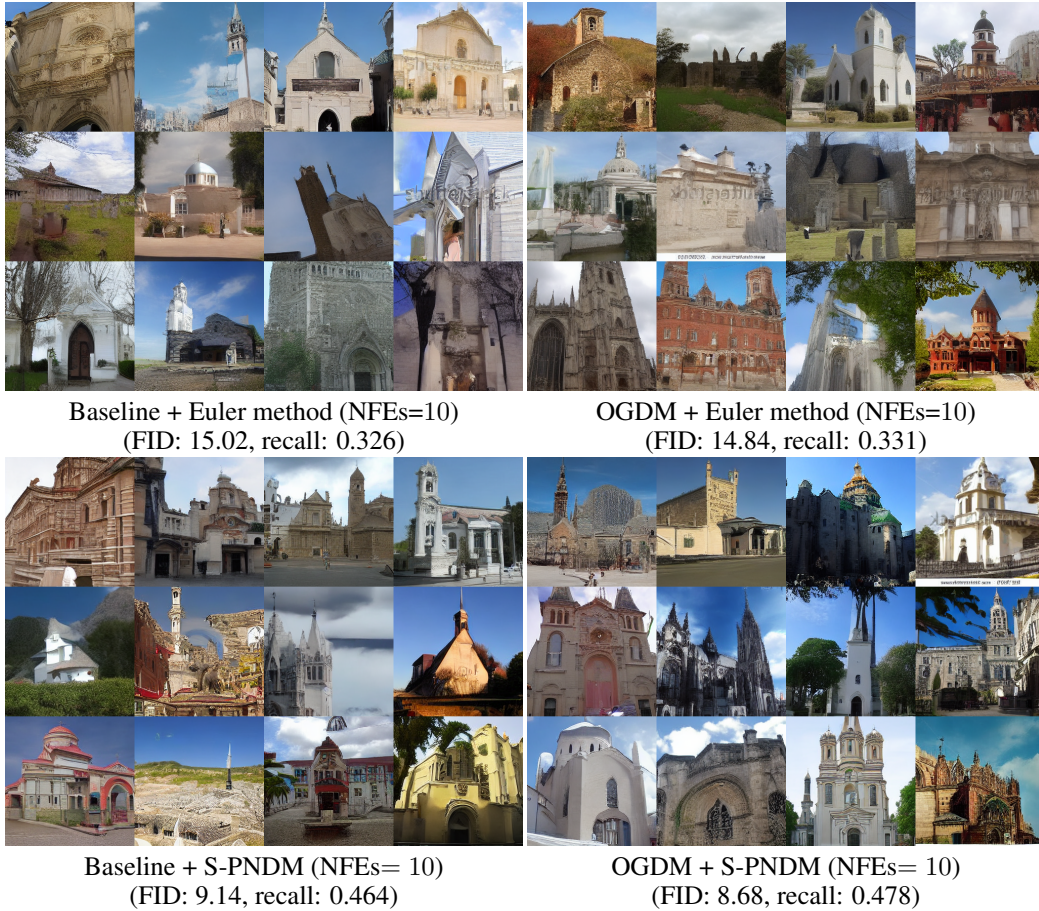 Baseline + Euler method (NFEs=10)
(FID: 15.02, recall: 0.326)
OGDM + Euler method (NFEs=10)
(FID: 14.84, recall: 0.331)
Baseline + S-PNDM (NFEs= 10)
(FID: 9.14, recall: 0.464)
OGDM + S-PNDM (NFEs= 10)
(FID: 8.68, recall: 0.478)